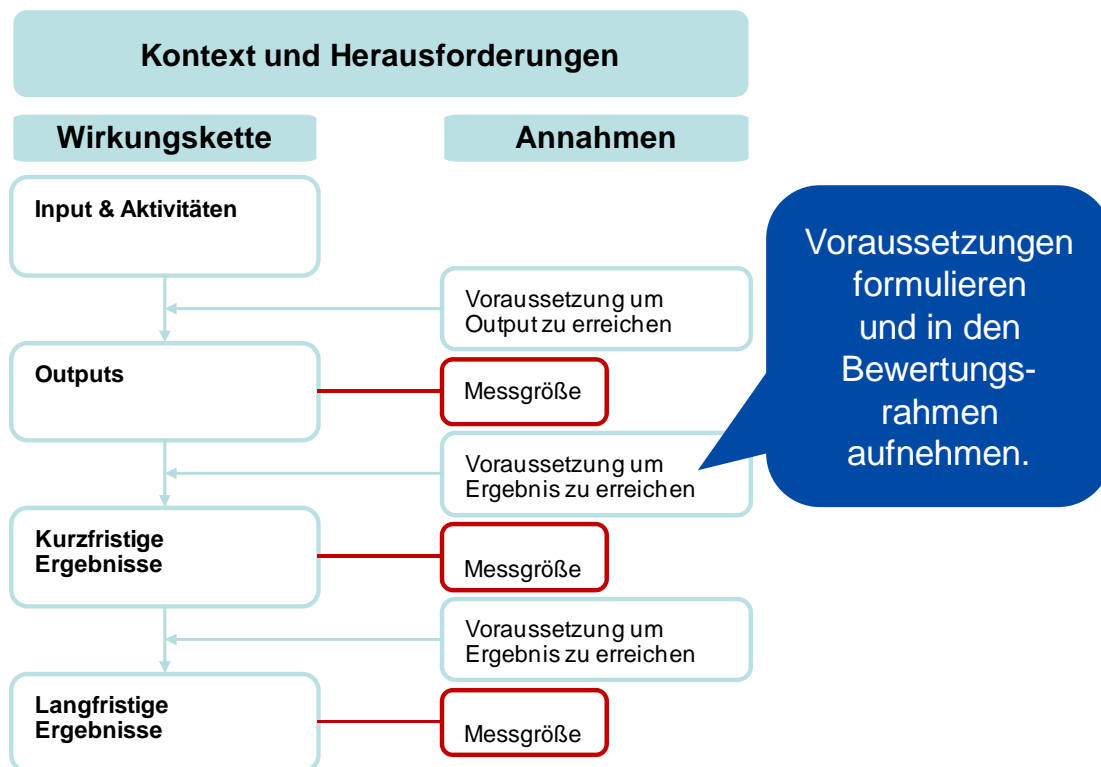 Kontext und Herausforderungen
Wirkungskette
Annahmen
Input & Aktivitäten
Voraussetzung um
Output zu erreichen
Outputs
Messgröße
Voraussetzung um
Ergebnis zu erreichen
Kurzfristige
Ergebnisse
Messgröße
Voraussetzung um
Ergebnis zu erreichen
Langfristige
Ergebnisse
Messgröße
Voraussetzungen
formulieren
und in den
Bewertungs-
rahmen
aufnehmen.